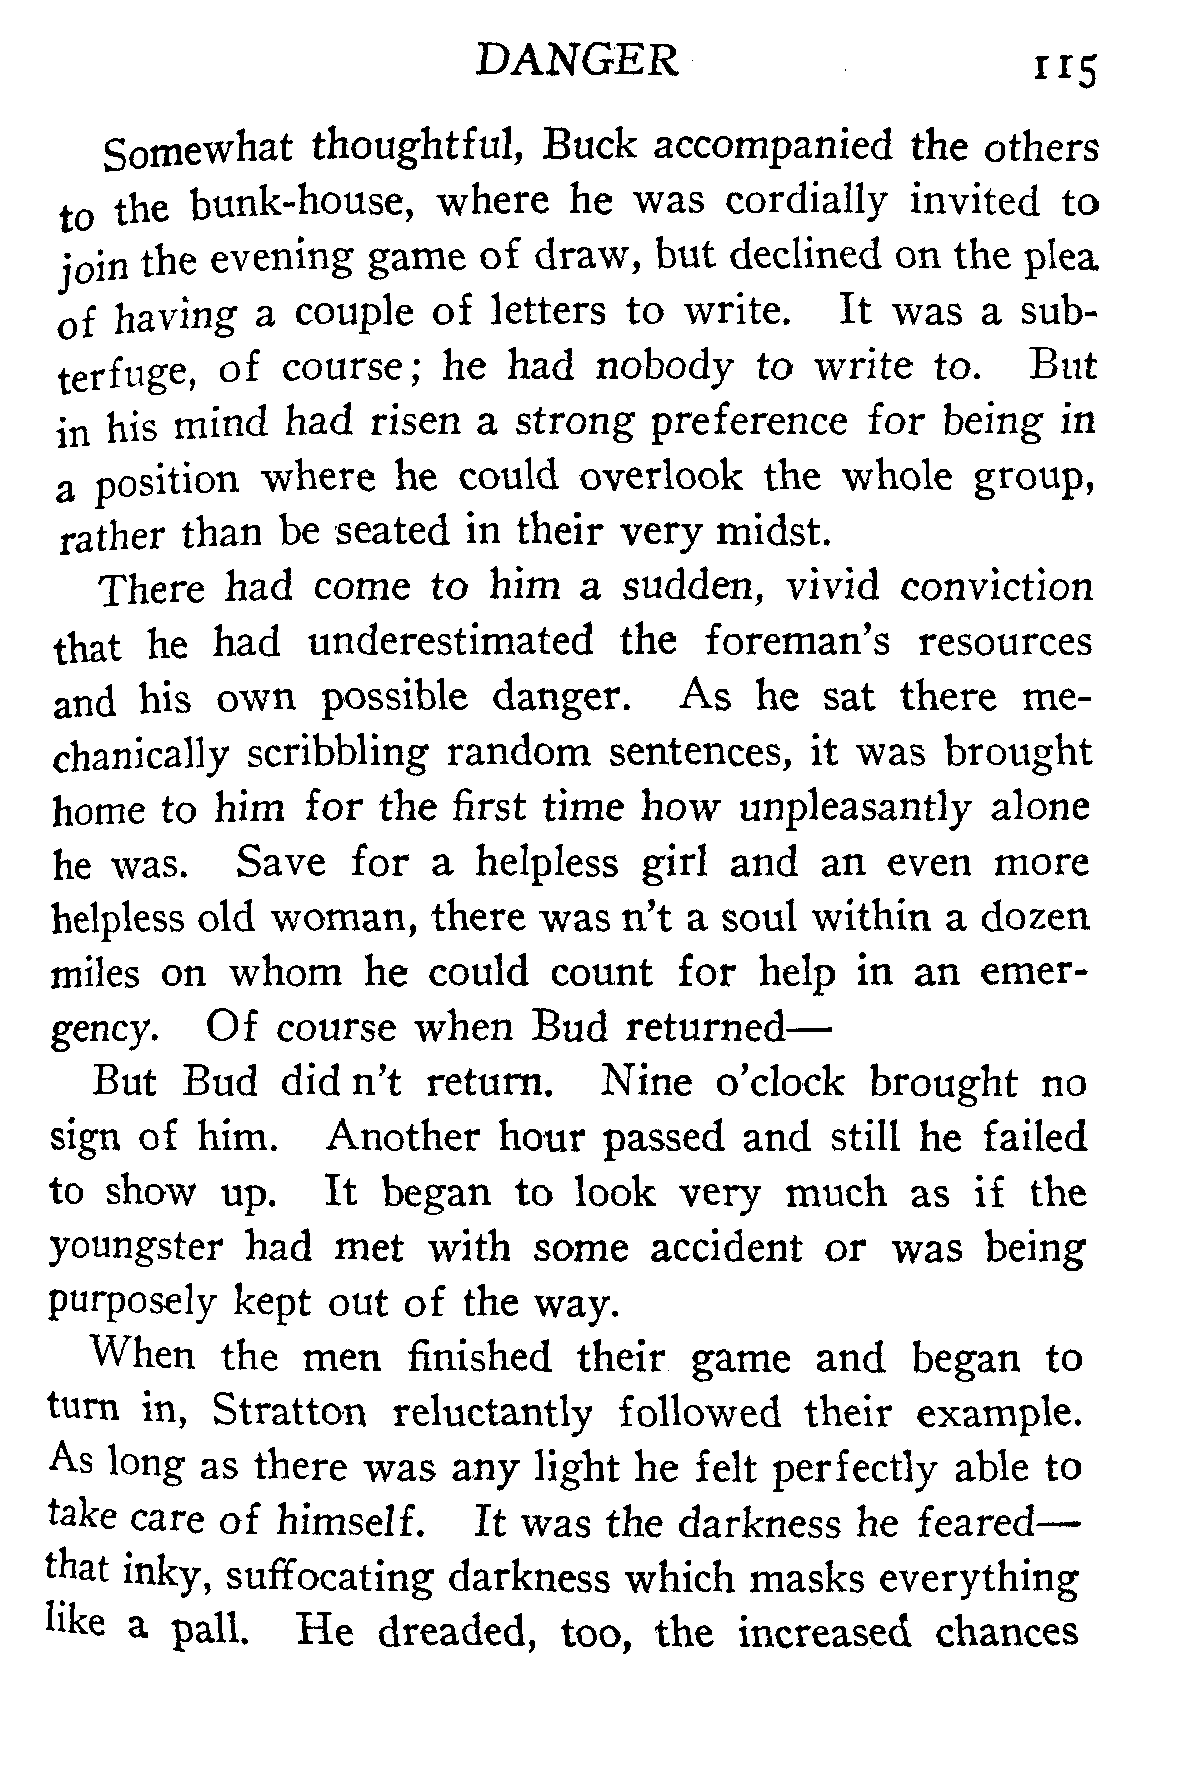 DANGER 115
Somewhat thoughtful, Buck accompanied the others
to the bunk-house, where he was cordially invited to
join the evening game of draw, but declined on the plea
of having a couple of letters to write. It was a sub-
terfuge, of course; he had nobody to write to. But
in his mind had risen a strong preference for being in
a position where he could overlook the whole group,
rather than be seated in their very midst.
There had come to him a sudden, vivid conviction
that he had underestimated the foreman's resources
and his own possible danger. As he sat there me-
chanically scribbling random sentences, it was brought
home to him for the first time how unpleasantly alone
he was. Save for a helpless girl and an even more
helpless old woman, there was n't a soul within a dozen
miles on whom he could count for help in an emer-
gency. Of course when Bud returned—
But Bud did n't return. Nine o'clock brought no
sign of him. Another hour passed and still he failed
to show up. It began to look very much as if the
youngster had met with some accident or was being
purposely kept out of the way.
When the men finished their game and began to
turn in, Stratton reluctantly followed their example.
As long as there was any light he felt perfectly able to
take care of himself. It was the darkness he feared—
that inky, suffocating darkness which masks everything
like a pall. He dreaded, too, the increased chances